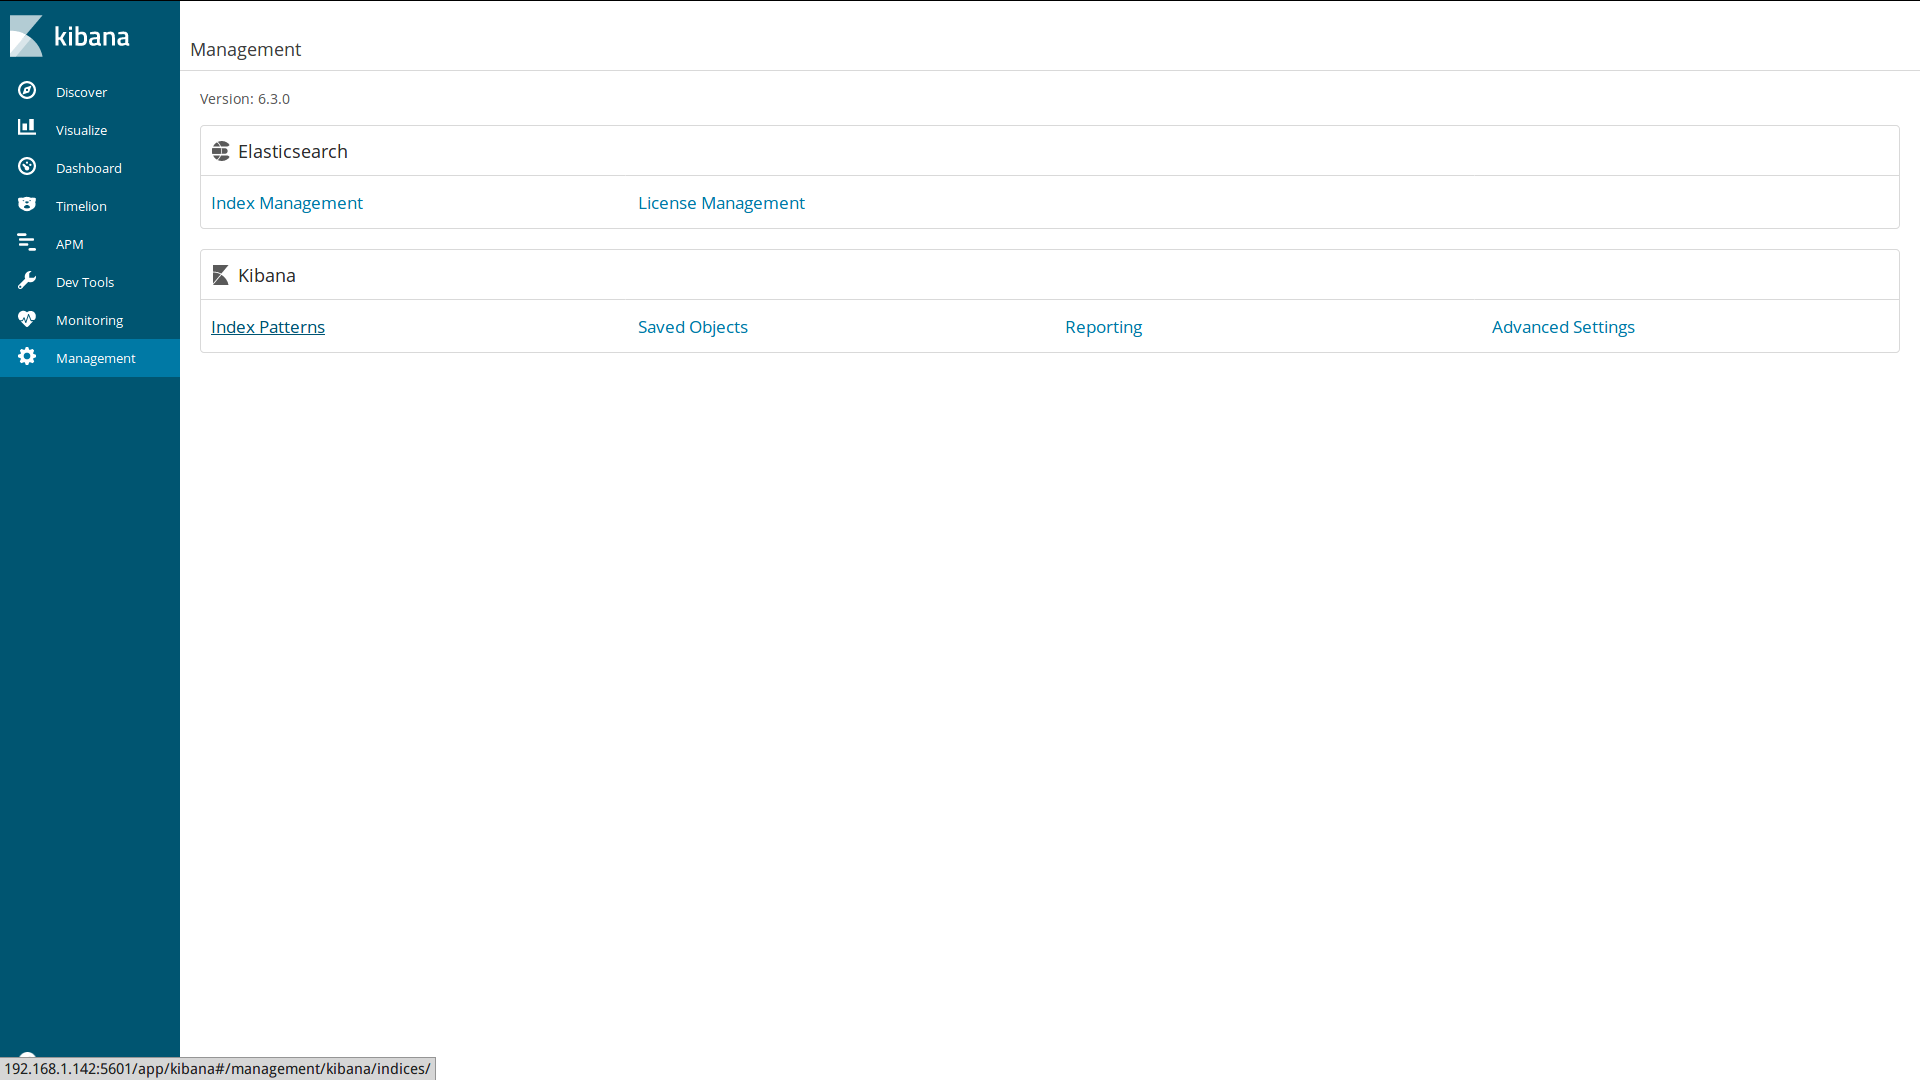 kibana
Discover
Visualize
Dashboard
Timelion
APM
Dev Tools
Monitoring
Management
Management
Version: 6.3.0
Elasticsearch
Index Management License Management
Kibana
Index Patterns Saved Objects Reporting Advanced Settings
192.168.1.142:5601/app/kibana#/management/kibana/indices/